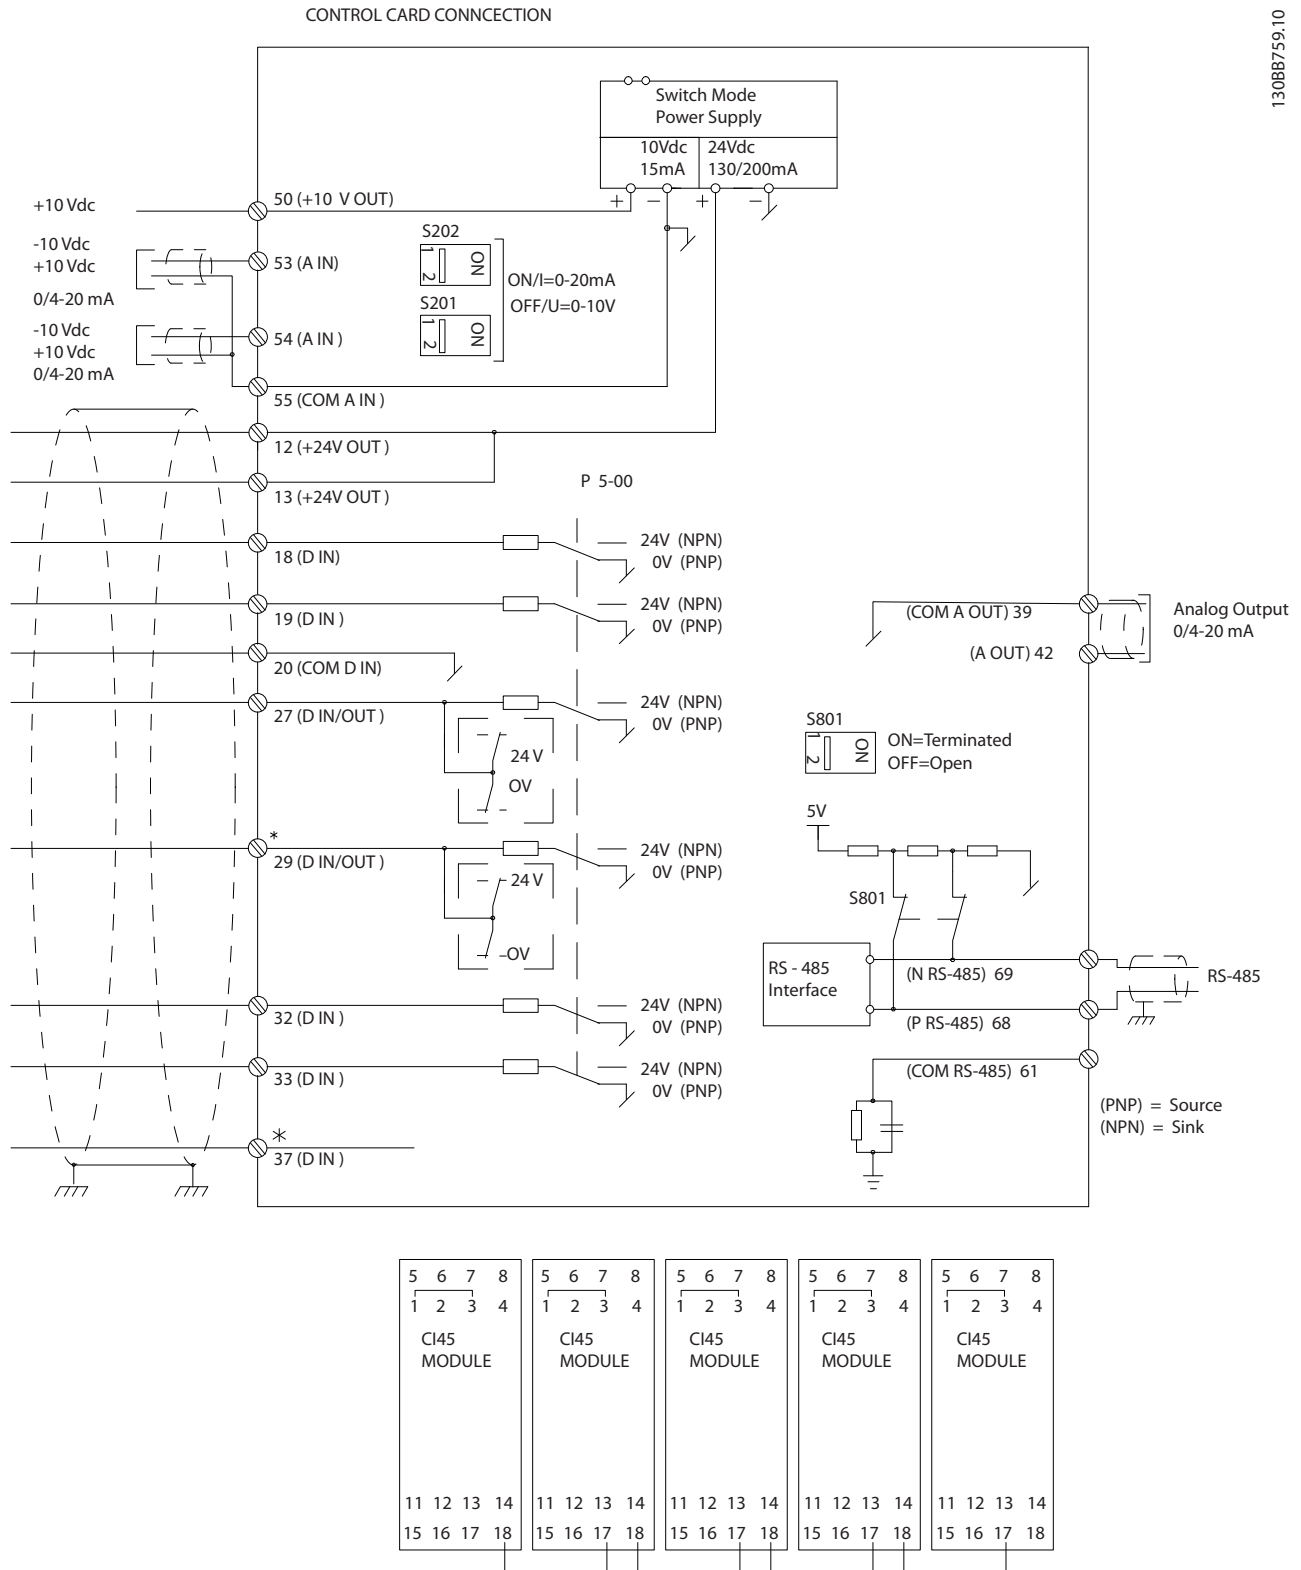 CONTROL CARD CONNCECTION
130BB759.10
Switch Mode
Power Supply
10Vdc
15mA
24Vdc
130/200mA
+ − + −
+10 Vdc
50 (+10 V OUT)
-10 Vdc
+10 Vdc
0/4-20 mA
53 (A IN)
S202
1 2 ON
ON/I=0-20mA
OFF/U=0-10V
S201
1 2 ON
-10 Vdc
+10 Vdc
0/4-20 mA
54 (A IN )
55 (COM A IN )
12 (+24V OUT )
13 (+24V OUT )
P 5-00
18 (D IN)
24V (NPN)
0V (PNP)
19 (D IN )
24V (NPN)
0V (PNP)
(COM A OUT) 39
Analog Output
0/4-20 mA
(A OUT) 42
20 (COM D IN)
27 (D IN/OUT )
24V (NPN)
0V (PNP)
24 V
OV
S801
1 2 ON
ON=Terminated
OFF=Open
5V
*
29 (D IN/OUT )
24V (NPN)
0V (PNP)
24 V
OV
S801
RS - 485
Interface
(N RS-485) 69
RS-485
(P RS-485) 68
(COM RS-485) 61
32 (D IN )
24V (NPN)
0V (PNP)
33 (D IN )
24V (NPN)
0V (PNP)
(PNP) = Source
(NPN) = Sink
*
37 (D IN )
5 6 7 8
1 2 3 4
CI45
MODULE
11 12 13 14
15 16 17 18
5 6 7 8
1 2 3 4
CI45
MODULE
11 12 13 14
15 16 17 18
5 6 7 8
1 2 3 4
CI45
MODULE
11 12 13 14
15 16 17 18
5 6 7 8
1 2 3 4
CI45
MODULE
11 12 13 14
15 16 17 18
5 6 7 8
1 2 3 4
CI45
MODULE
11 12 13 14
15 16 17 18